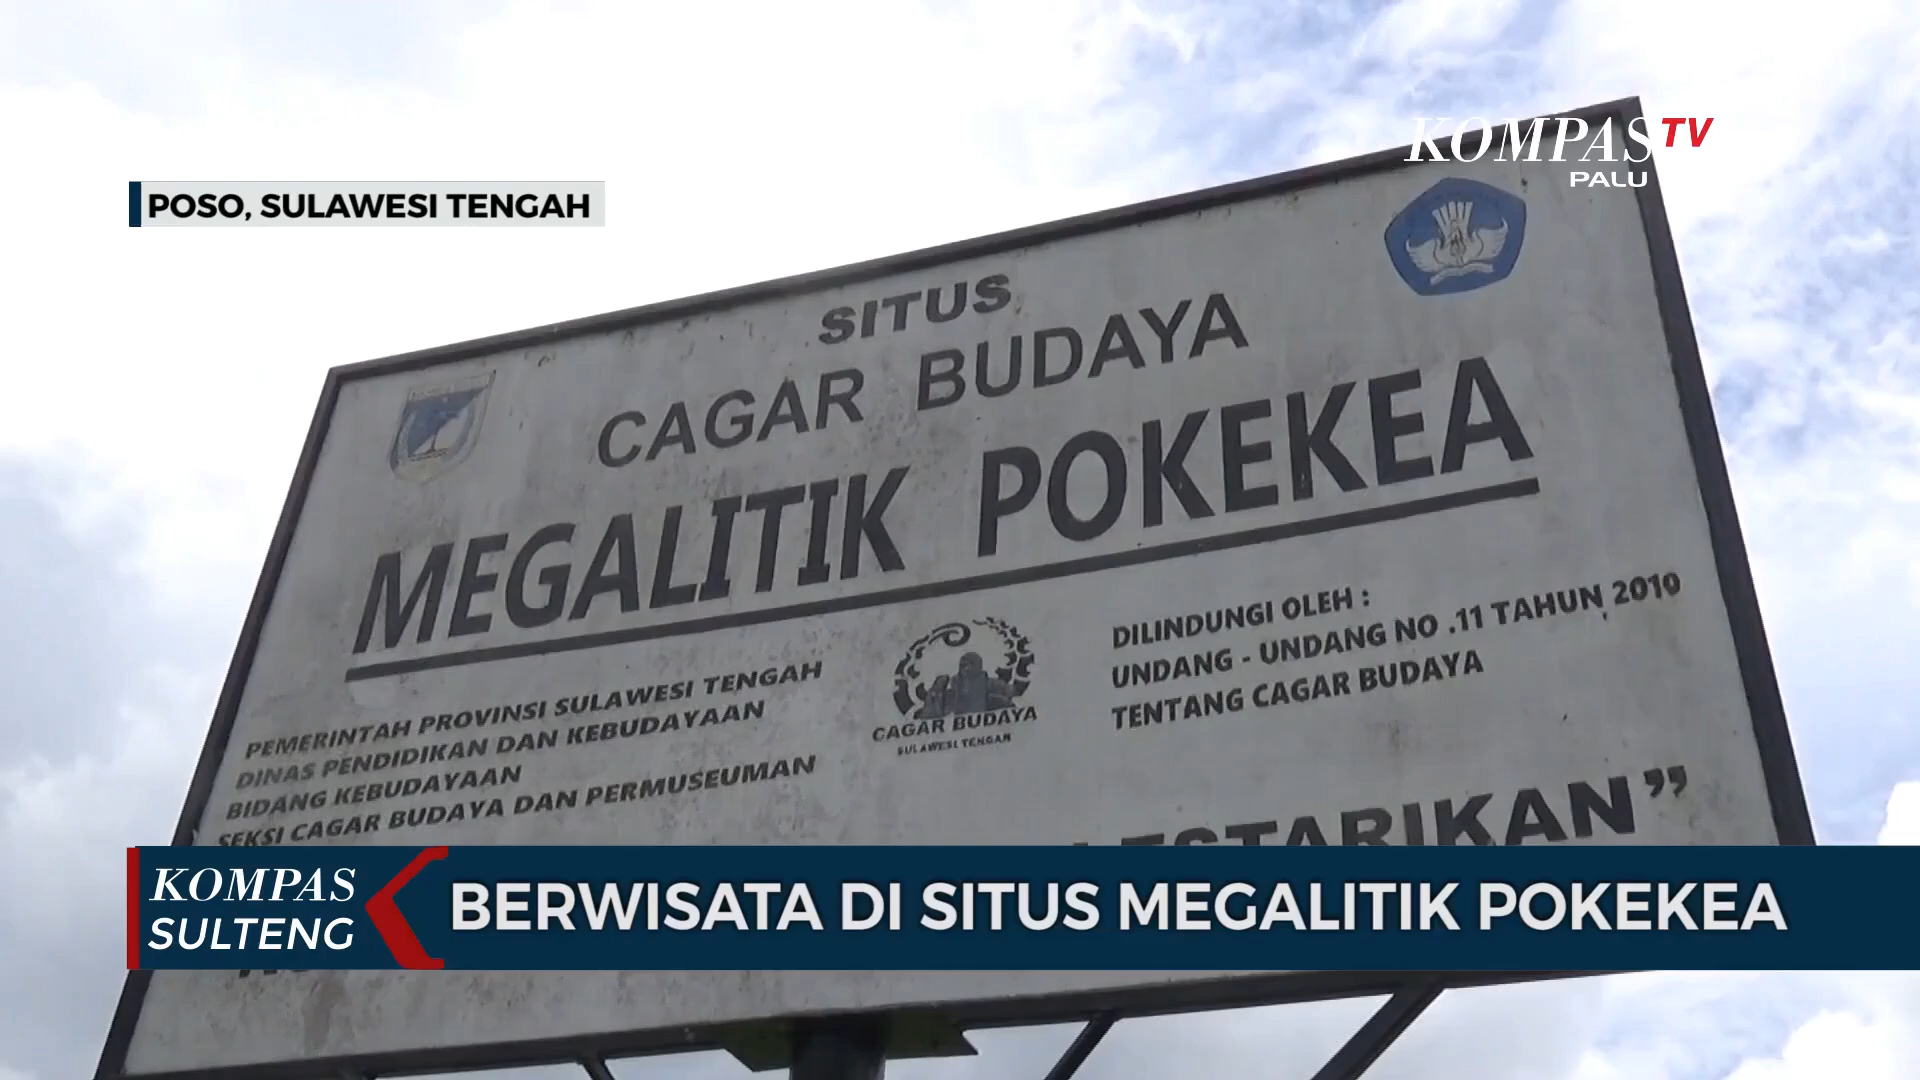 KOMPAS TV
PALU
POSO, SULAWESI TENGAH
SITUS
CAGAR BUDAYA
MEGALITIK POKEKEA
PEMERINTAH PROVINSI SULAWESI TENGAH
DINAS PENDIDIKAN DAN KEBUDAYAAN
BIDANG KEBUDAYAAN
SEKSI CAGAR BUDAYA DAN PERMUSEUMAN
CAGAR BUDAYA
SULAWESI TENGAH
DILINDUNGI OLEH :
UNDANG - UNDANG NO .11 TAHUN, 2010
TENTANG CAGAR BUDAYA
KOMPAS
SULTENG
BERWISATA DI SITUS MEGALITIK POKEKEA